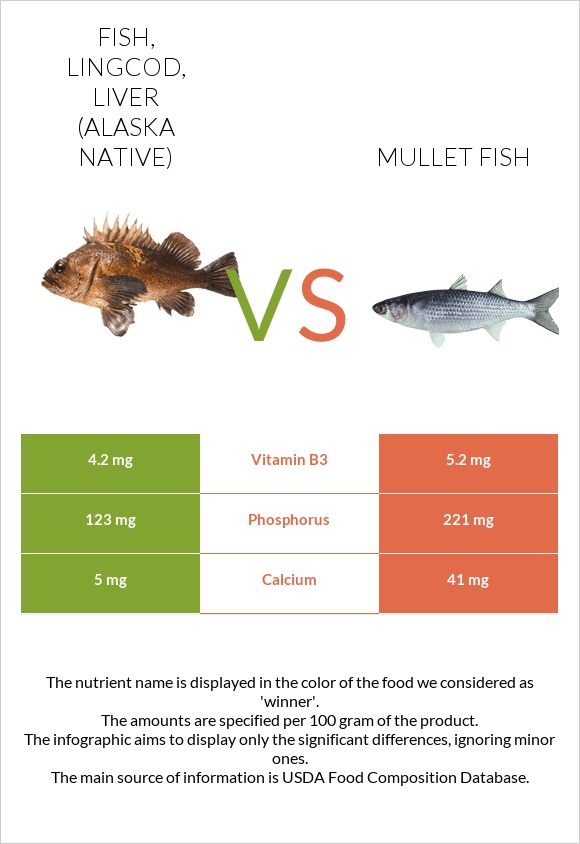 FISH,
LINGCOD,
LIVER
(ALASKA
NATIVE)
MULLET FISH
VS
4.2 mg Vitamin B3 5.2 mg
123 mg Phosphorus 221 mg
5 mg Calcium 41 mg
The nutrient name is displayed in the color of the food we considered as
'winner'.
The amounts are specified per 100 gram of the product.
The infographic aims to display only the significant differences, ignoring minor
ones.
The main source of information is USDA Food Composition Database.